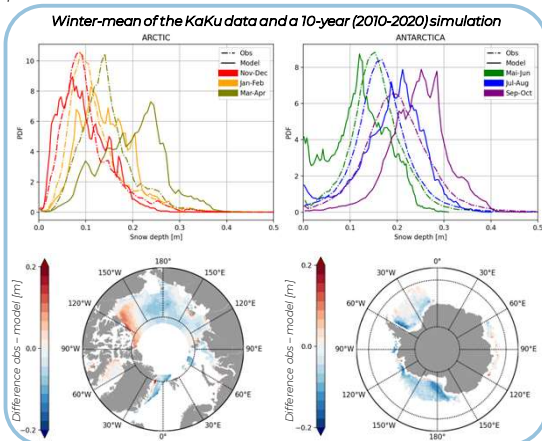 Winter-mean of the KaKu data and a 10-year (2010-2020) simulation
ARCTIC
PDF
10
8
6
4
2
0
0.0 0.1 0.2 0.3 0.4 0.5
Snow depth [m]
Obs
Model
Nov-Dec
Jan-Feb
Mar-Apr
ANTARCTICA
PDF
8
6
4
2
0
0.0 0.1 0.2 0.3 0.4 0.5
Snow depth [m]
Obs
Model
Mai-Jun
Jul-Aug
Sep-Oct
Difference obs – model [m]
0.2
0.0
−0.2
180°
150°W 150°E
120°W 120°E
90°W 90°E
60°W 60°E
30°W 30°E
0°
Difference obs – model [m]
0.2
0.0
−0.2
0°
30°W 30°E
60°W 60°E
90°W 90°E
120°W 120°E
150°W 150°E
180°